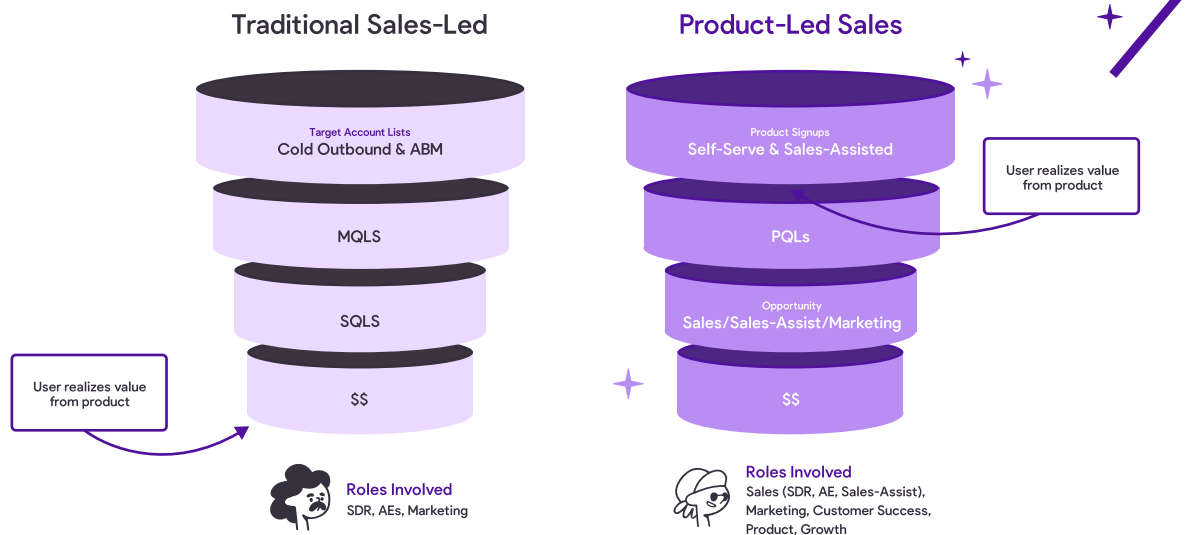 Traditional Sales-Led
Target Account Lists
Cold Outbound & ABM
MQLS
SQLS
$$
User realizes value
from product
Roles Involved
SDR, AEs, Marketing
Product-Led Sales
Product Signups
Self-Serve & Sales-Assisted
User realizes value
from product
PQLs
Opportunity
Sales/Sales-Assist/Marketing
$$
Roles Involved
Sales (SDR, AE, Sales-Assist),
Marketing, Customer Success,
Product, Growth